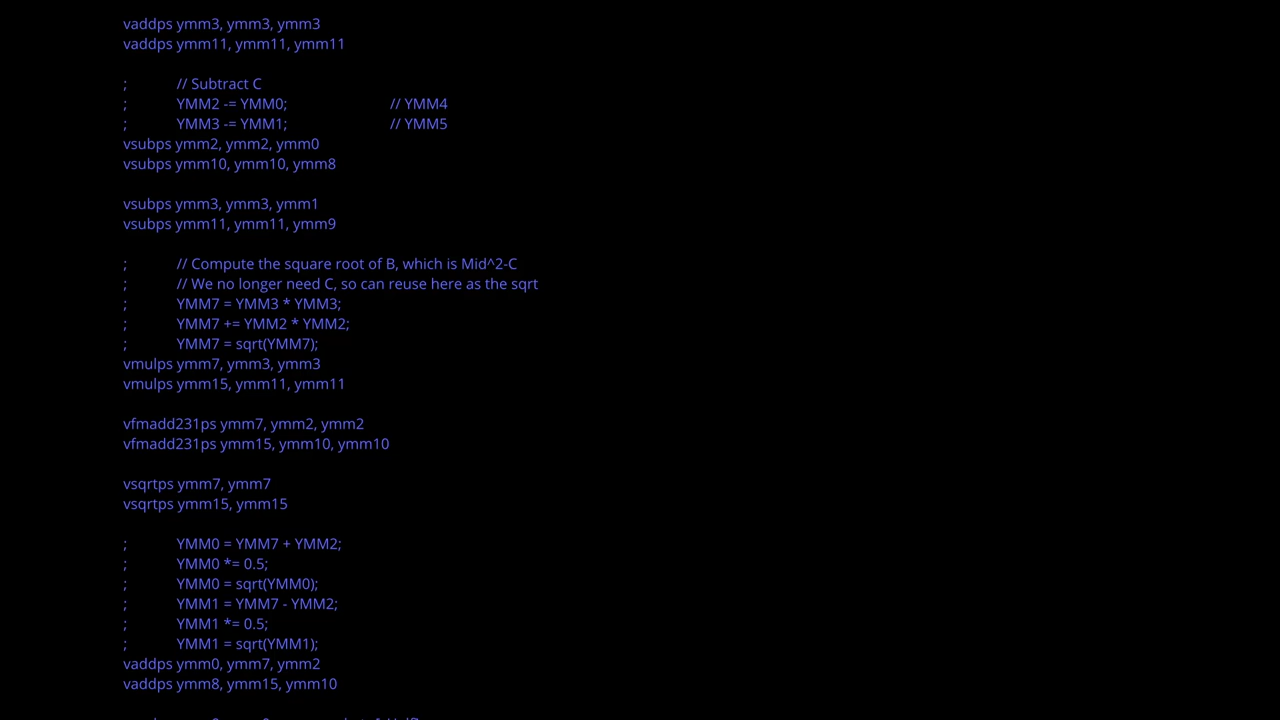 vaddps ymm3, ymm3, ymm3
vaddps ymm11, ymm11, ymm11
; // Subtract C
; YMM2 -= YMM0; // YMM4
; YMM3 -= YMM1; // YMM5
vsubps ymm2, ymm2, ymm0
vsubps ymm10, ymm10, ymm8
vsubps ymm3, ymm3, ymm1
vsubps ymm11, ymm11, ymm9
; // Compute the square root of B, which is Mid^2-C
; // We no longer need C, so can reuse here as the sqrt
; YMM7 = YMM3 * YMM3;
; YMM7 += YMM2 * YMM2;
; YMM7 = sqrt(YMM7);
vmulps ymm7, ymm3, ymm3
vmulps ymm15, ymm11, ymm11
vfmadd231ps ymm7, ymm2, ymm2
vfmadd231ps ymm15, ymm10, ymm10
vsqrtps ymm7, ymm7
vsqrtps ymm15, ymm15
; YMM0 = YMM7 + YMM2;
; YMM0 *= 0.5;
; YMM0 = sqrt(YMM0);
; YMM1 = YMM7 - YMM2;
; YMM1 *= 0.5;
; YMM1 = sqrt(YMM1);
vaddps ymm0, ymm7, ymm2
vaddps ymm8, ymm15, ymm10